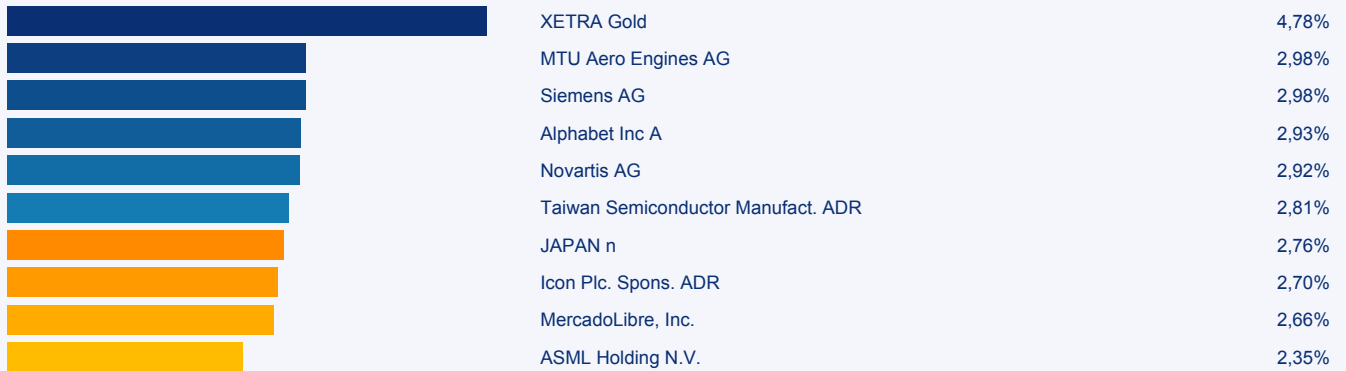 XETRA Gold 4,78%
MTU Aero Engines AG 2,98%
Siemens AG 2,98%
Alphabet Inc A 2,93%
Novartis AG 2,92%
Taiwan Semiconductor Manufact. ADR 2,81%
JAPAN n 2,76%
Icon Plc. Spons. ADR 2,70%
MercadoLibre, Inc. 2,66%
ASML Holding N.V. 2,35%